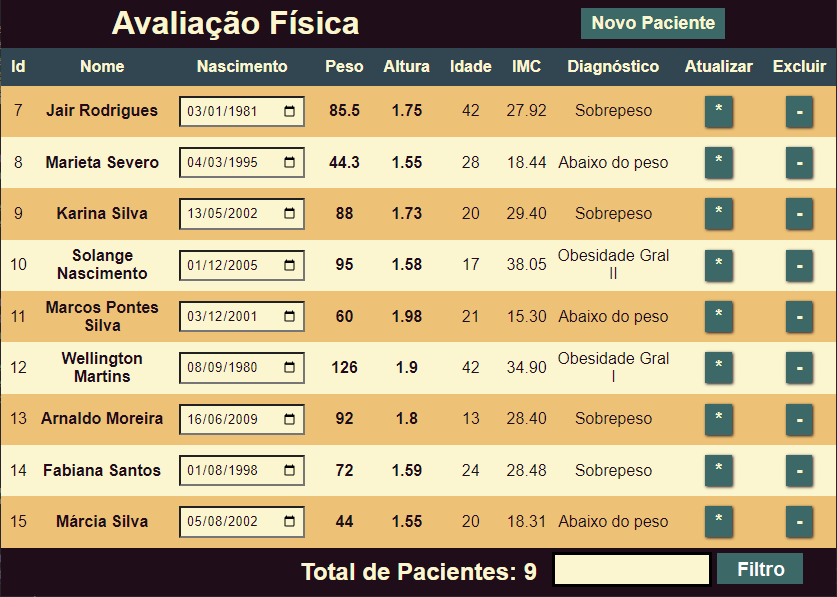 Avaliação Física Novo Paciente
Id Nome Nascimento Peso Altura Idade IMC Diagnóstico Atualizar Excluir
7 Jair Rodrigues 03/01/1981 85.5 1.75 42 27.92 Sobrepeso * -
8 Marieta Severo 04/03/1995 44.3 1.55 28 18.44 Abaixo do peso * -
9 Karina Silva 13/05/2002 88 1.73 20 29.40 Sobrepeso * -
10 Solange Nascimento 01/12/2005 95 1.58 17 38.05 Obesidade Gral II * -
11 Marcos Pontes Silva 03/12/2001 60 1.98 21 15.30 Abaixo do peso * -
12 Wellington Martins 08/09/1980 126 1.9 42 34.90 Obesidade Gral I * -
13 Arnaldo Moreira 16/06/2009 92 1.8 13 28.40 Sobrepeso * -
14 Fabiana Santos 01/08/1998 72 1.59 24 28.48 Sobrepeso * -
15 Márcia Silva 05/08/2002 44 1.55 20 18.31 Abaixo do peso * -
Total de Pacientes: 9 Filtro